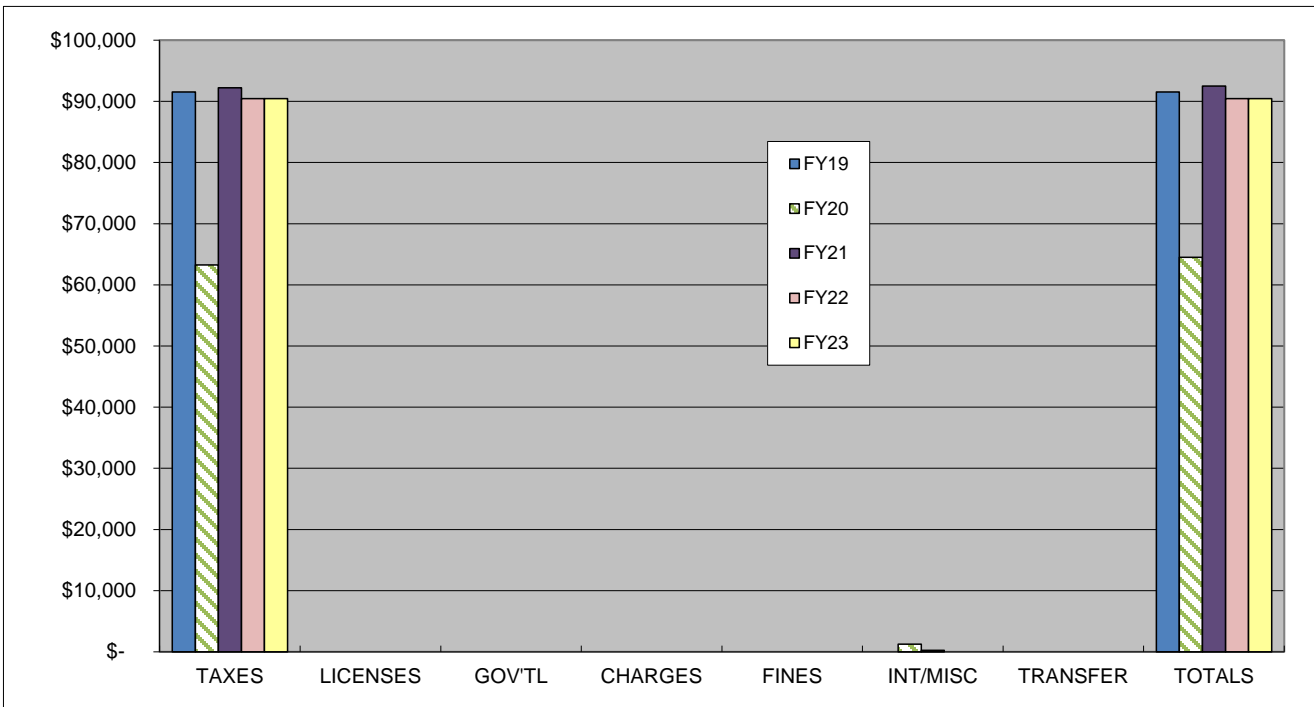 $100,000
$90,000
$80,000
$70,000
$60,000
$50,000
$40,000
$30,000
$20,000
$10,000
$-
FY19
FY20
FY21
FY22
FY23
TAXES LICENSES GOV'TL CHARGES FINES INT/MISC TRANSFER TOTALS